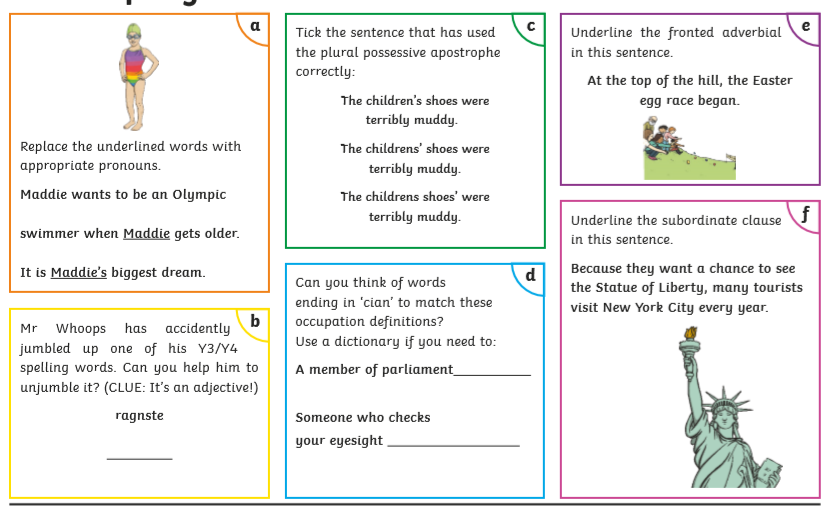 a
Replace the underlined words with
appropriate pronouns.
Maddie wants to be an Olympic
swimmer when Maddie gets older.
It is Maddie's biggest dream.
b
Mr Whoops has accidently
jumbled up one of his Y3/Y4
spelling words. Can you help him to
unjumble it? (CLUE: It's an adjective!)
ragnste
c
Tick the sentence that has used
the plural possessive apostrophe
correctly:
The children's shoes were
terribly muddy.
The childrens' shoes were
terribly muddy.
The childrens shoes' were
terribly muddy.
d
Can you think of words
ending in 'cian' to match these
occupation definitions?
Use a dictionary if you need to:
A member of parliament__________
Someone who checks
your eyesight _________________
e
Underline the fronted adverbial
in this sentence.
At the top of the hill, the Easter
egg race began.
f
Underline the subordinate clause
in this sentence.
Because they want a chance to see
the Statue of Liberty, many tourists
visit New York City every year.